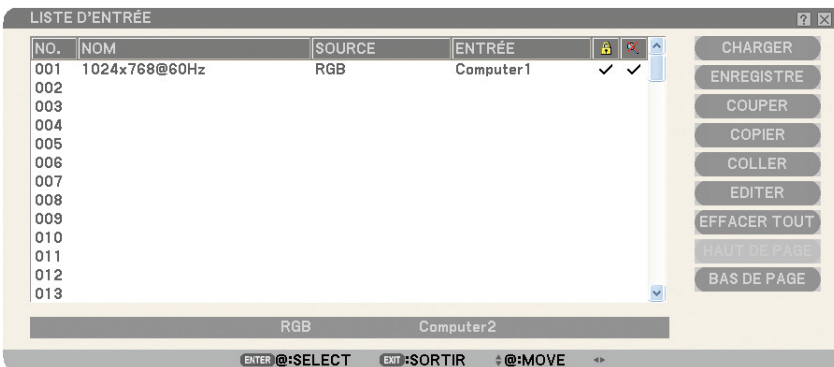 LISTE D'ENTRÉE
NO. NOM SOURCE ENTRÉE
001 1024x768@60Hz RGB Computer1
002
003
004
005
006
007
008
009
010
011
012
013
CHARGER
ENREGISTRE
COUPER
COPIER
COLLER
EDITER
EFFACER TOUT
HAUT DE PAGE
BAS DE PAGE
RGB Computer2
ENTER @:SELECT EXIT :SORTIR @:MOVE